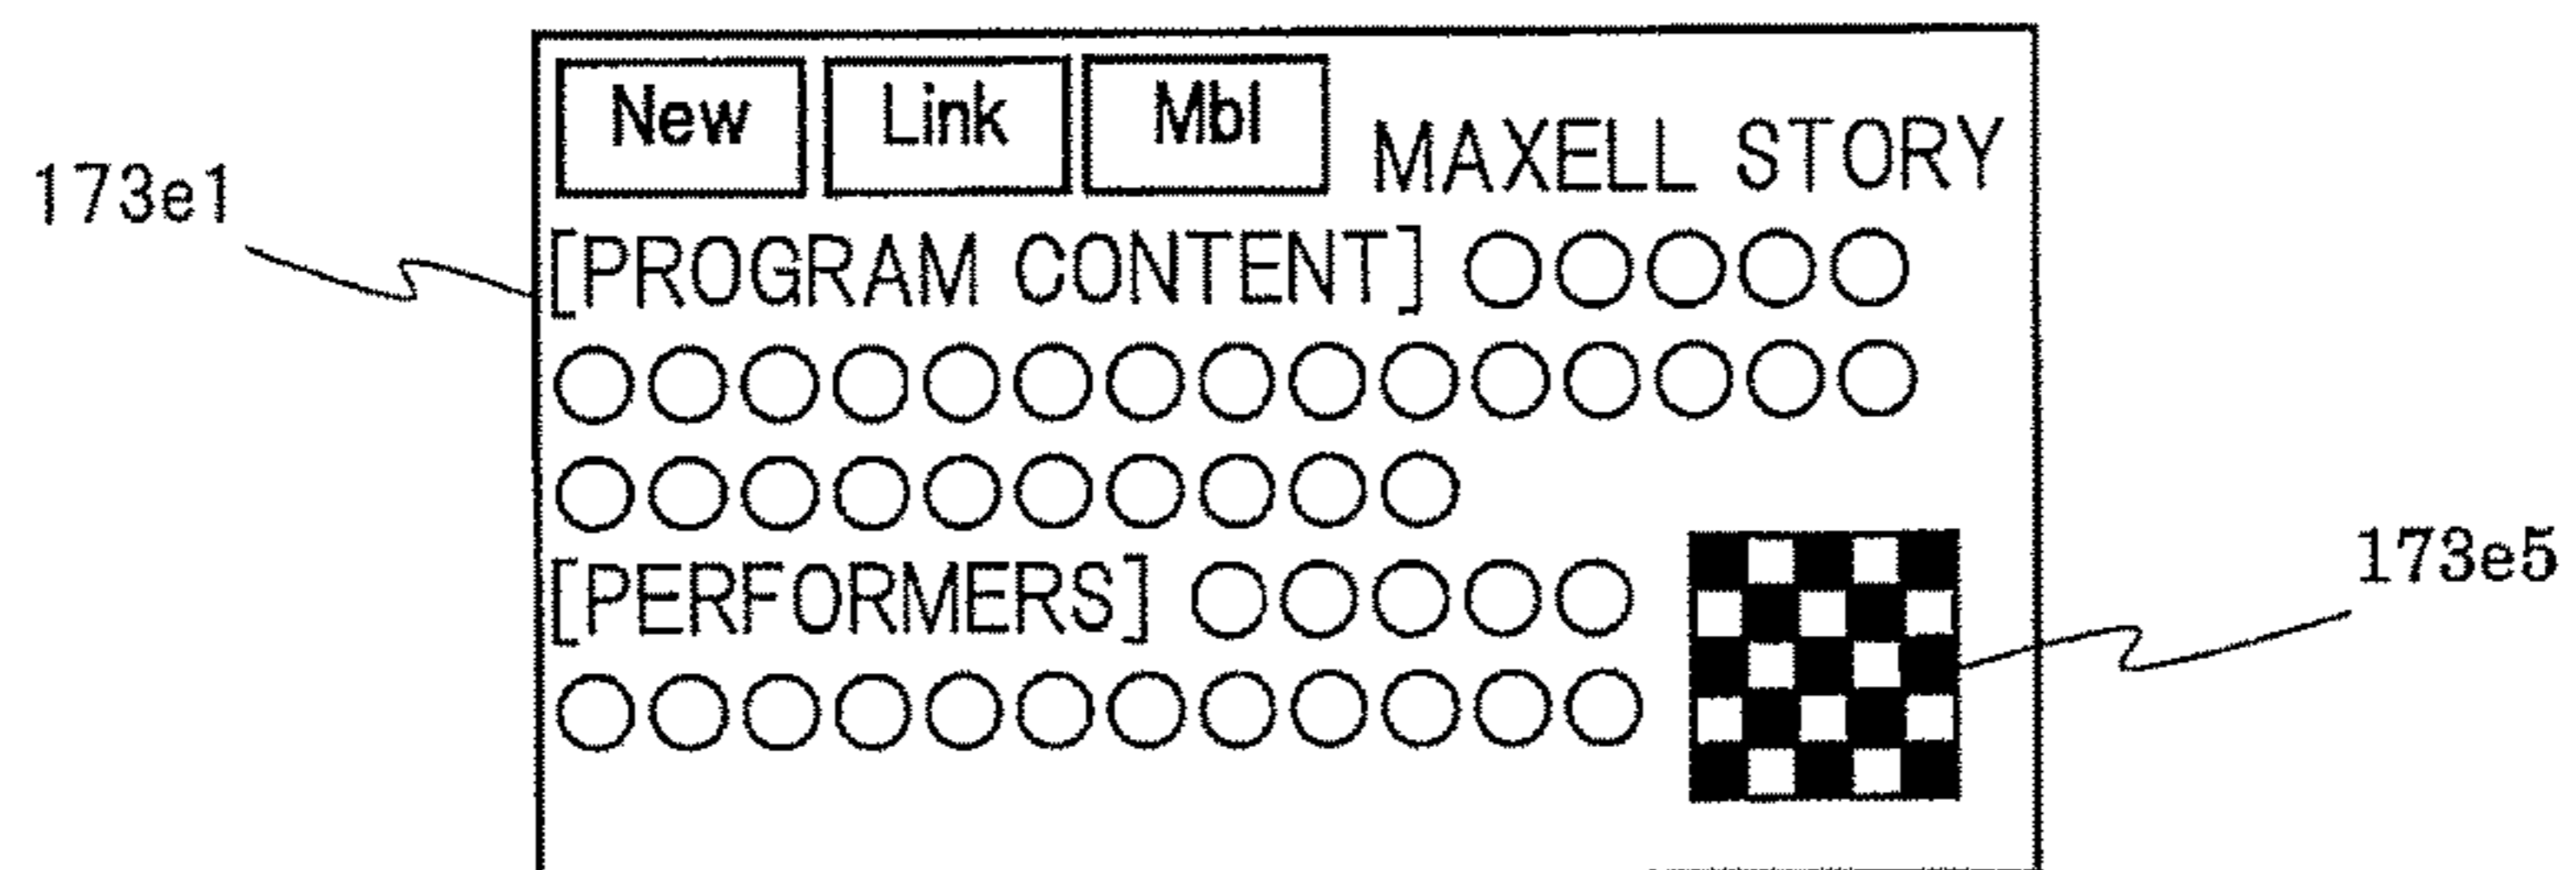 New Link Mbl MAXELL STORY
173e1
[PROGRAM CONTENT] ○○○○○
○○○○○○○○○○○○○○○
○○○○○○○○○○
173e5
[PERFORMERS] ○○○○○
○○○○○○○○○○○○